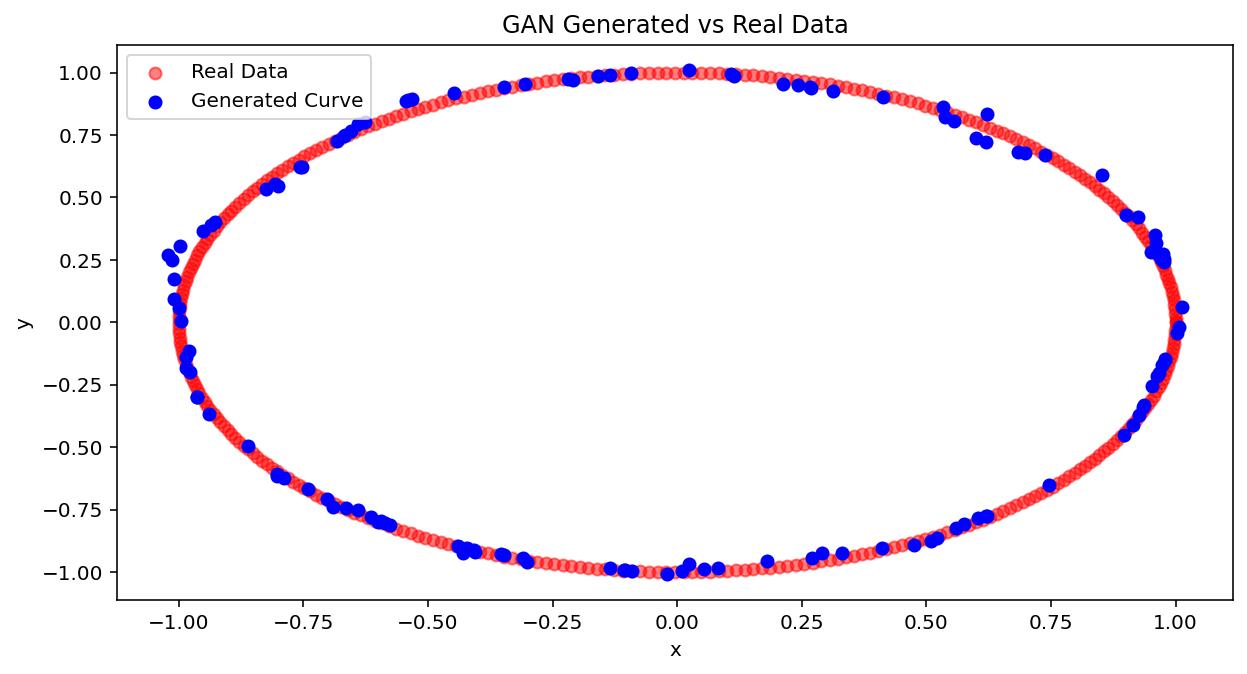 GAN Generated vs Real Data
Real Data
Generated Curve
1.00
0.75
0.50
0.25
0.00
−0.25
−0.50
−0.75
−1.00
y
−1.00 −0.75 −0.50 −0.25 0.00 0.25 0.50 0.75 1.00
x